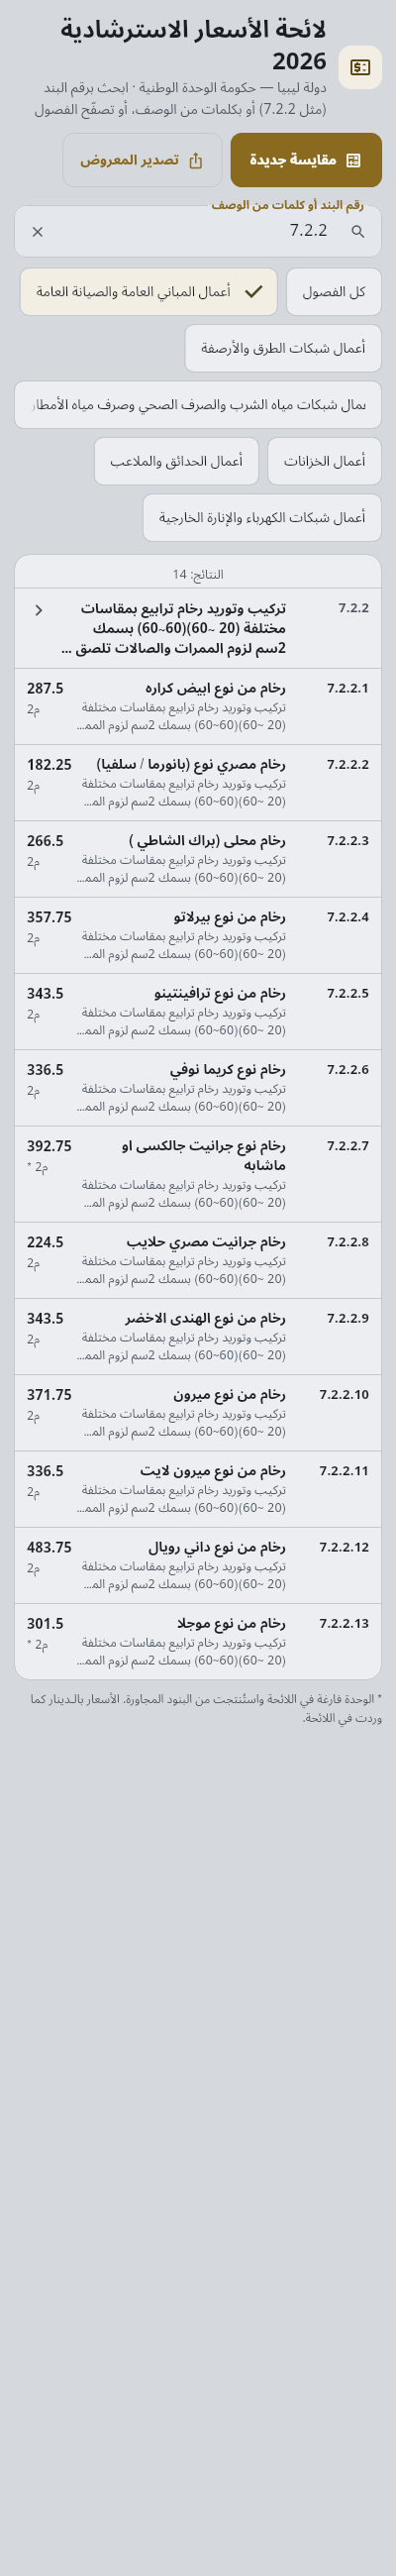 لائحة الأسعار الاسترشادية
2026
دولة ليبيا — حكومة الوحدة الوطنية · ابحث برقم البند
(مثل 7.2.2) أو بكلمات من الوصف، أو تصفّح الفصول
مقايسة جديدة
تصدير المعروض
رقم البند أو كلمات من الوصف
7.2.2
كل الفصول
أعمال المباني العامة والصيانة العامة
أعمال شبكات الطرق والأرصفة
شبكات مياه الشرب والصرف الصحي وصرف مياه الأمطار
أعمال الخزانات
أعمال الحدائق والملاعب
أعمال شبكات الكهرباء والإنارة الخارجية
النتائج: 14
7.2.2
تركيب وتوريد رخام ترابيع بمقاسات
مختلفة (20 ~60)(60~60) بسمك
2سم لزوم الممرات والصالات تلصق ...
7.2.2.1
رخام من نوع ابيض كراره
287.5
تركيب وتوريد رخام ترابيع بمقاسات مختلفة
م2
(20 ~60)(60~60) بسمك 2سم لزوم المم...
7.2.2.2
رخام مصري نوع (بانورما / سلفيا)
182.25
تركيب وتوريد رخام ترابيع بمقاسات مختلفة
م2
(20 ~60)(60~60) بسمك 2سم لزوم الم...
7.2.2.3
رخام محلى (براك الشاطي )
266.5
تركيب وتوريد رخام ترابيع بمقاسات مختلفة
م2
(20 ~60)(60~60) بسمك 2سم لزوم المم...
7.2.2.4
رخام من نوع بيرلاتو
357.75
تركيب وتوريد رخام ترابيع بمقاسات مختلفة
م2
(20 ~60)(60~60) بسمك 2سم لزوم الم...
7.2.2.5
رخام من نوع ترافينتينو
343.5
تركيب وتوريد رخام ترابيع بمقاسات مختلفة
م2
(20 ~60)(60~60) بسمك 2سم لزوم المم...
7.2.2.6
رخام نوع كريما نوفي
336.5
تركيب وتوريد رخام ترابيع بمقاسات مختلفة
م2
(20 ~60)(60~60) بسمك 2سم لزوم المم...
7.2.2.7
رخام نوع جرانيت جالكسى او
392.75
ماشابه
م2 *
تركيب وتوريد رخام ترابيع بمقاسات مختلفة
(20 ~60)(60~60) بسمك 2سم لزوم الم...
7.2.2.8
رخام جرانيت مصري حلايب
224.5
تركيب وتوريد رخام ترابيع بمقاسات مختلفة
م2
(20 ~60)(60~60) بسمك 2سم لزوم المم...
7.2.2.9
رخام من نوع الهندى الاخضر
343.5
تركيب وتوريد رخام ترابيع بمقاسات مختلفة
م2
(20 ~60)(60~60) بسمك 2سم لزوم المم...
7.2.2.10
رخام من نوع ميرون
371.75
تركيب وتوريد رخام ترابيع بمقاسات مختلفة
م2
(20 ~60)(60~60) بسمك 2سم لزوم الم...
7.2.2.11
رخام من نوع ميرون لايت
336.5
تركيب وتوريد رخام ترابيع بمقاسات مختلفة
م2
(20 ~60)(60~60) بسمك 2سم لزوم المم...
7.2.2.12
رخام من نوع داني رويال
483.75
تركيب وتوريد رخام ترابيع بمقاسات مختلفة
م2
(20 ~60)(60~60) بسمك 2سم لزوم الم...
7.2.2.13
رخام من نوع موجلا
301.5
تركيب وتوريد رخام ترابيع بمقاسات مختلفة
م2 *
(20 ~60)(60~60) بسمك 2سم لزوم المم...
* الوحدة فارغة في اللائحة واستُنتجت من البنود المجاورة. الأسعار بالدينار كما
وردت في اللائحة.